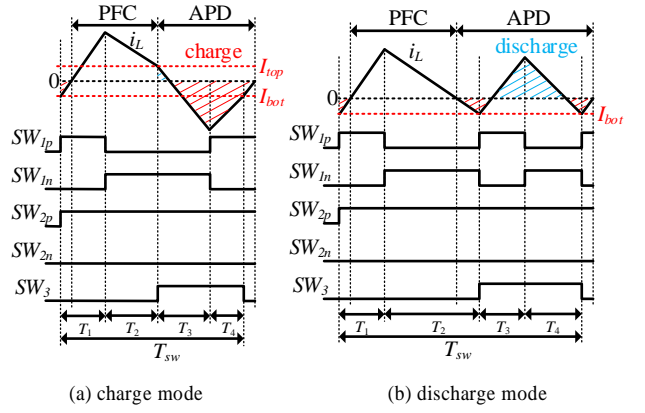 PFC APD
i_L charge
I_top
0
I_bot
SW_1p
SW_1n
SW_2p
SW_2n
SW_3
T_1 T_2 T_3 T_4
T_sw
(a) charge mode
PFC APD
i_L discharge
0
I_bot
SW_1p
SW_1n
SW_2p
SW_2n
SW_3
T_1 T_2 T_3 T_4
T_sw
(b) discharge mode